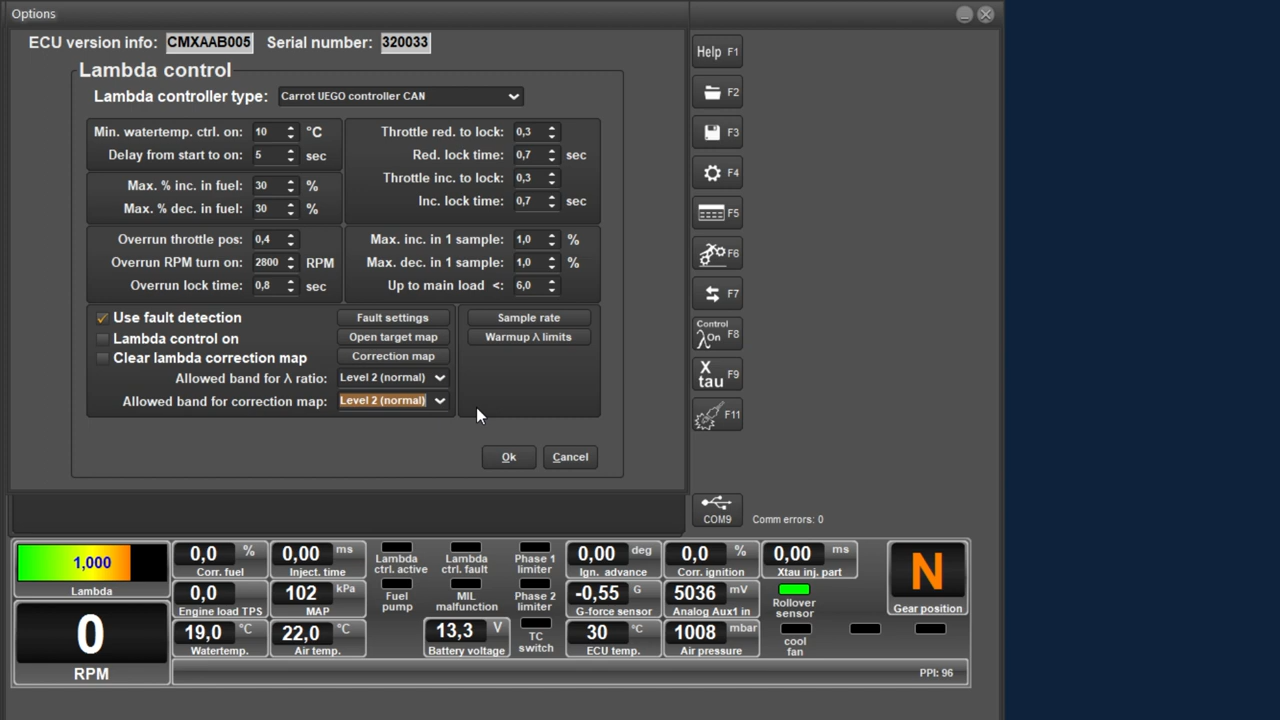 Options
ECU version info: CMXAAB005 Serial number: 320033
Lambda control
Lambda controller type: Carrot UEGO controller CAN
Min. watertemp. ctrl. on: 10 °C
Delay from start to on: 5 sec
Max. % inc. in fuel: 30 %
Max. % dec. in fuel: 30 %
Overrun throttle pos: 0,4
Overrun RPM turn on: 2800 RPM
Overrun lock time: 0,8 sec
Throttle red. to lock: 0,3
Red. lock time: 0,7 sec
Throttle inc. to lock: 0,3
Inc. lock time: 0,7 sec
Max. inc. in 1 sample: 1,0 %
Max. dec. in 1 sample: 1,0 %
Up to main load <: 6,0
Use fault detection
Lambda control on
Clear lambda correction map
Fault settings
Open target map
Correction map
Allowed band for λ ratio: Level 2 (normal)
Allowed band for correction map: Level 2 (normal)
Sample rate
Warmup λ limits
Ok
Cancel
Help F1
F2
F3
F4
F5
F6
F7
Control
λOn F8
X
tau F9
F11
COM9
Comm errors: 0
1,000
Lambda
0
RPM
0,0 %
Corr. fuel
0,00 ms
Inject. time
0,0
Engine load TPS
102 kPa
MAP
19,0 °C
Watertemp.
22,0 °C
Air temp.
Lambda
ctrl. active
Lambda
ctrl. fault
Phase 1
limiter
Fuel
pump
MIL
malfunction
Phase 2
limiter
13,3 V
Battery voltage
TC
switch
0,00 deg
Ign. advance
0,0 %
Corr. ignition
0,00 ms
Xtau inj. part
-0,55 G
G-force sensor
5036 mV
Analog Aux1 in
Rollover
sensor
30 °C
ECU temp.
1008 mbar
Air pressure
cool
fan
N
Gear position
PPI: 96